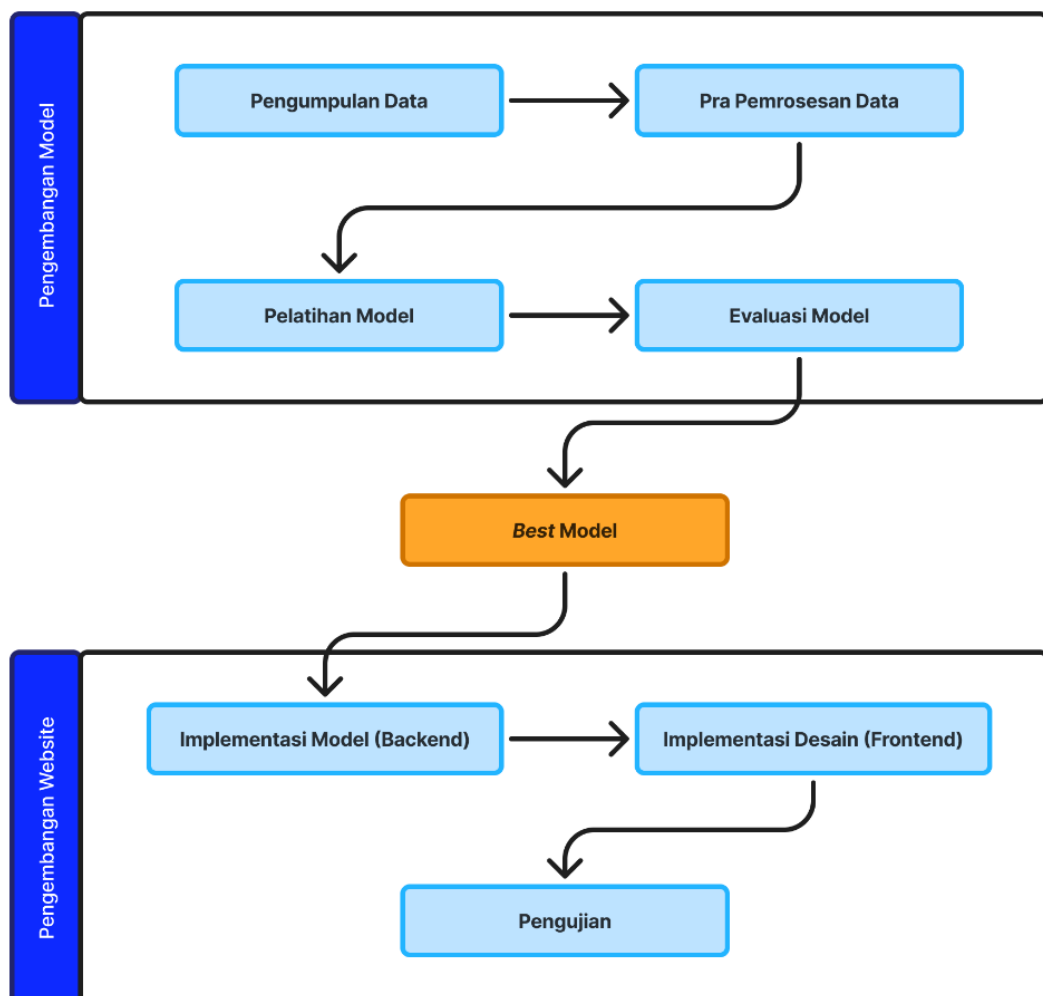 Pengembangan Model
Pengumpulan Data
Pra Pemrosesan Data
Pelatihan Model
Evaluasi Model
Best Model
Pengembangan Website
Implementasi Model (Backend)
Implementasi Desain (Frontend)
Pengujian